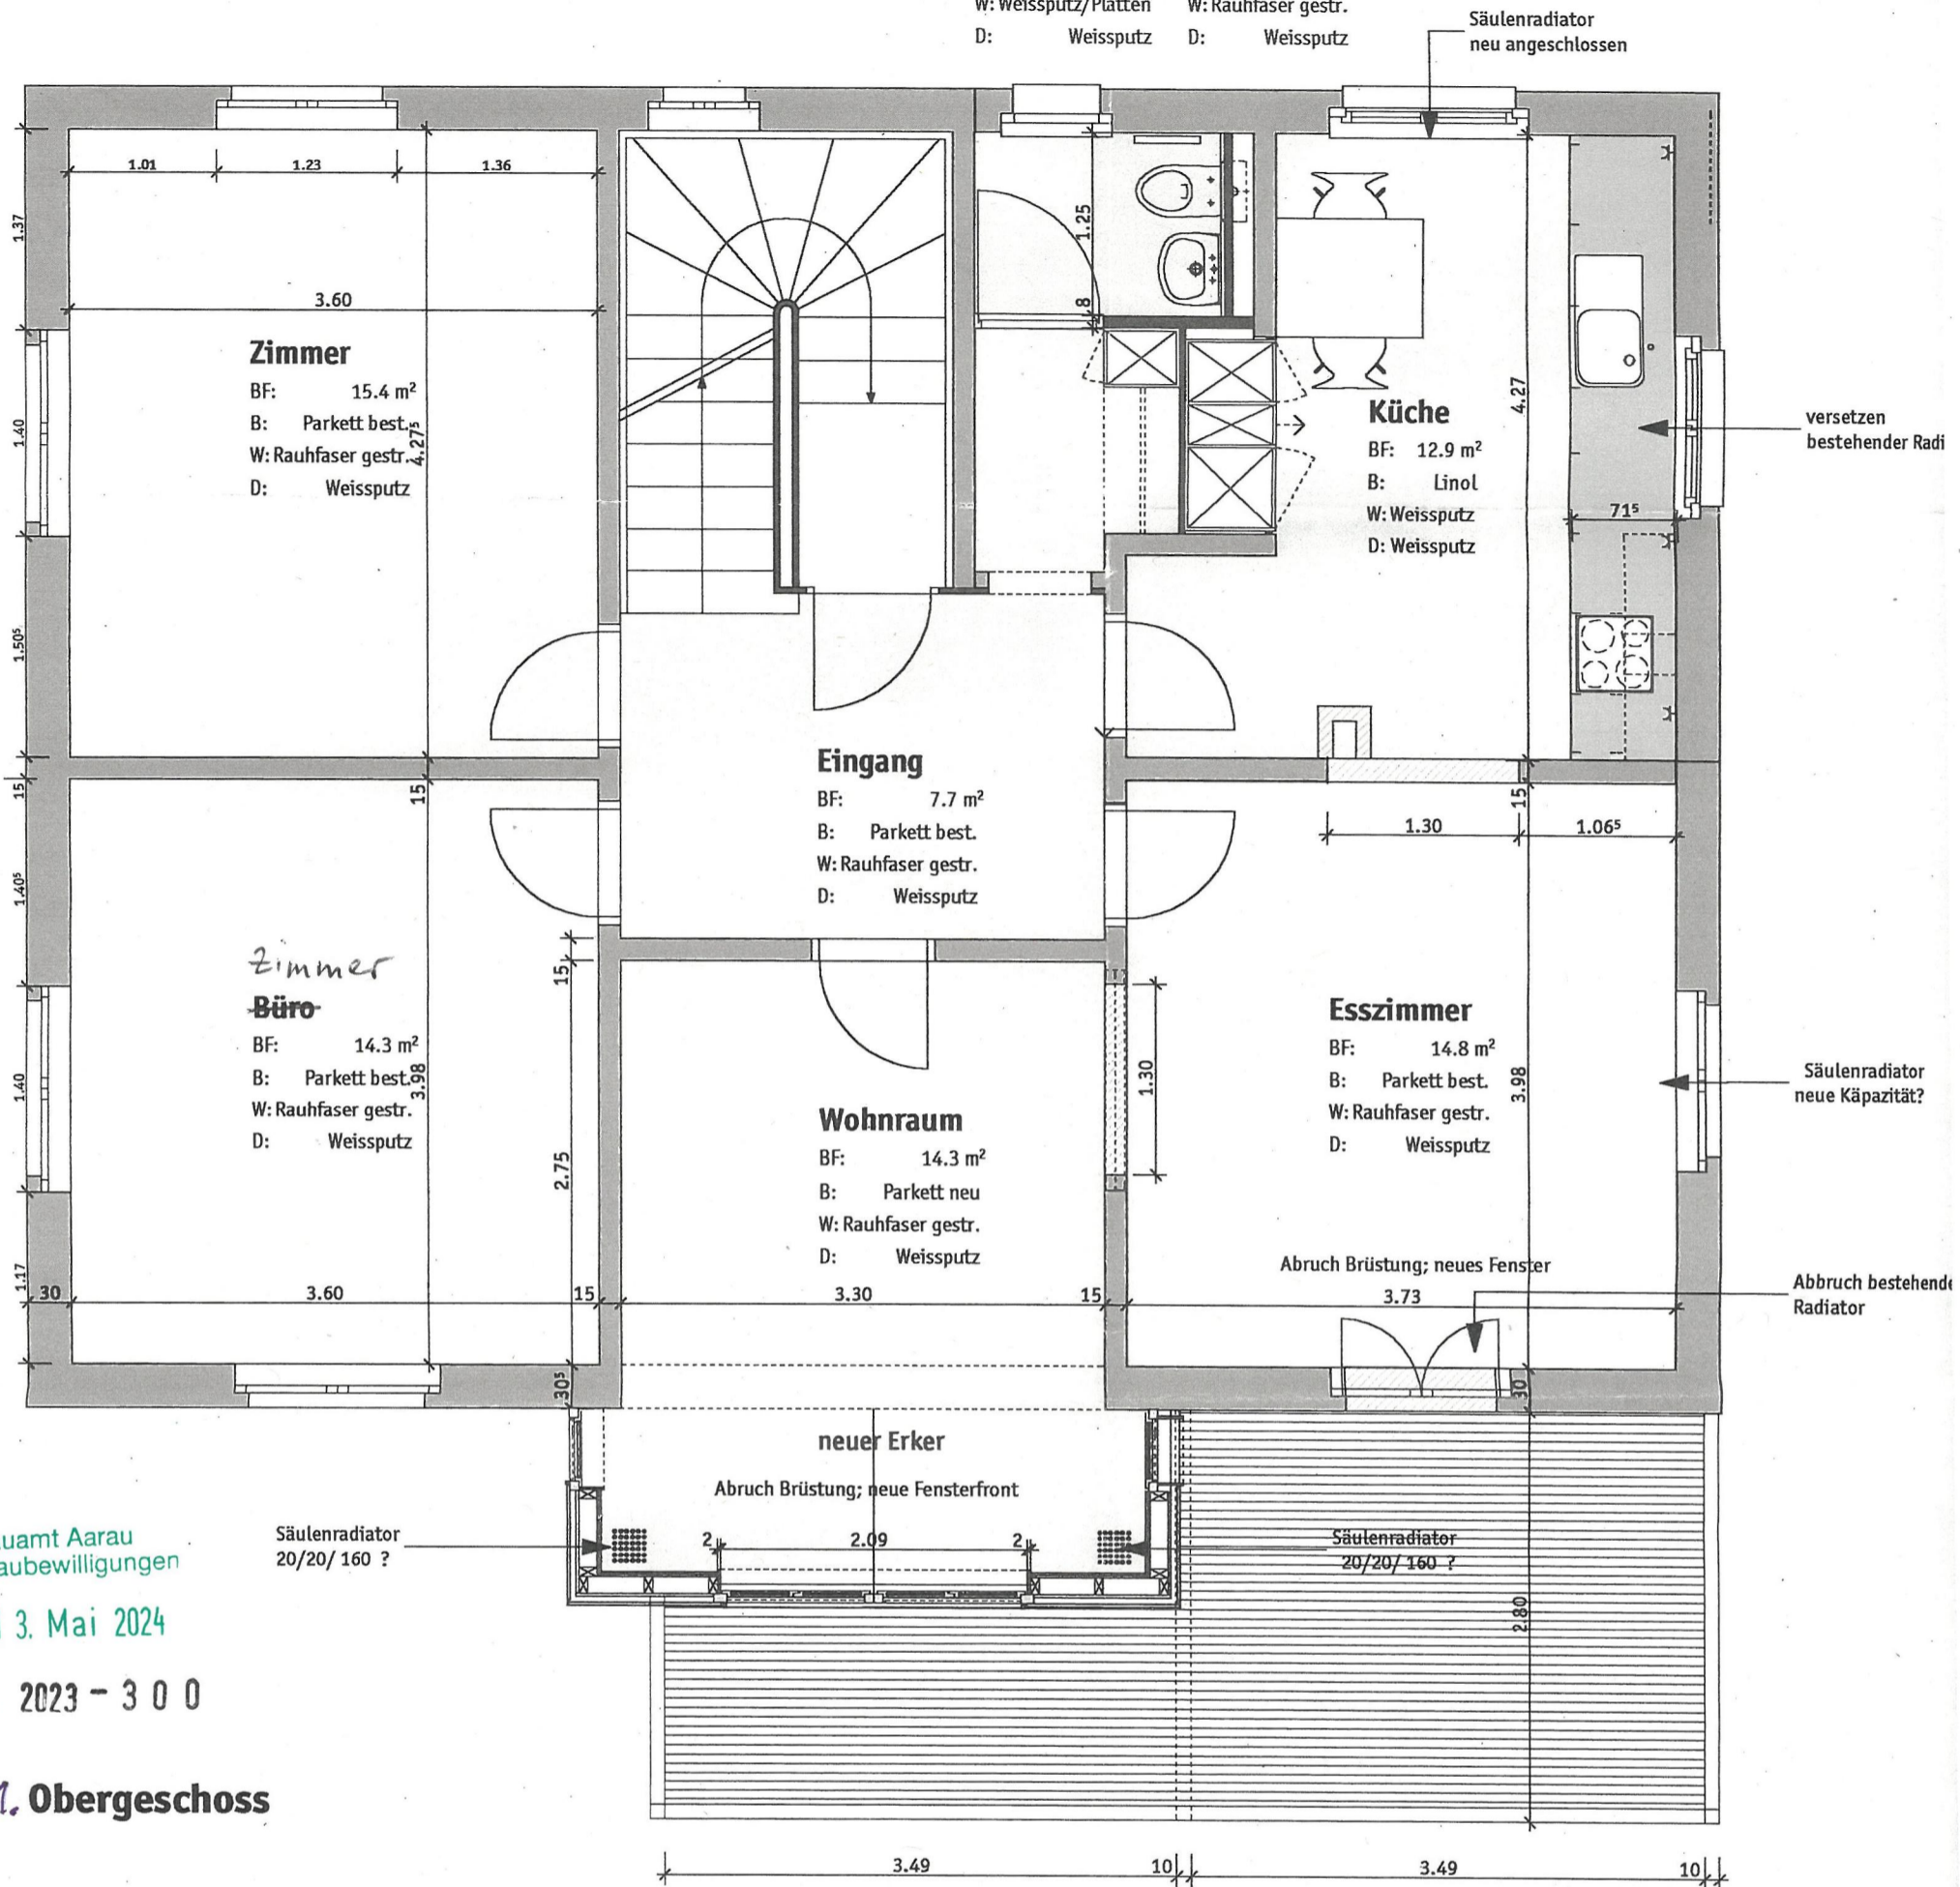 W: Weissputz/Platten W: Rauhfaser gestr.
D: Weissputz D: Weissputz
Säulenradiator
neu angeschlossen
1.01 1.23 1.36
1.37
3.60
1.25
8
Zimmer
BF: 15.4 m²
B: Parkett best.
W: Rauhfaser gestr.
D: Weissputz
4.27⁵
1.40
Küche
BF: 12.9 m²
B: Linol
W: Weissputz
D: Weissputz
4.27
71⁵
versetzen
bestehender Radi
1.50⁵
Eingang
BF: 7.7 m²
B: Parkett best.
W: Rauhfaser gestr.
D: Weissputz
15
15
15
1.30 1.06⁵
1.40⁵
Zimmer
Büro
BF: 14.3 m²
B: Parkett best.
W: Rauhfaser gestr.
D: Weissputz
3.98
1.40
15
2.75
Wohnraum
BF: 14.3 m²
B: Parkett neu
W: Rauhfaser gestr.
D: Weissputz
1.30
Esszimmer
BF: 14.8 m²
B: Parkett best.
W: Rauhfaser gestr.
D: Weissputz
3.98
Säulenradiator
neue Käpazität?
Abruch Brüstung; neues Fenster
Abbruch bestehende
Radiator
1.17
30 3.60 15 3.30 15 3.73
30⁵
30
neuer Erker
Abruch Brüstung; neue Fensterfront
Säulenradiator
20/20/ 160 ?
2 2.09 2
Säulenradiator
20/20/ 160 ?
2.80
uamt Aarau
aubewilligungen
3. Mai 2024
2023 - 3 0 0
1. Obergeschoss
3.49 10 3.49 10